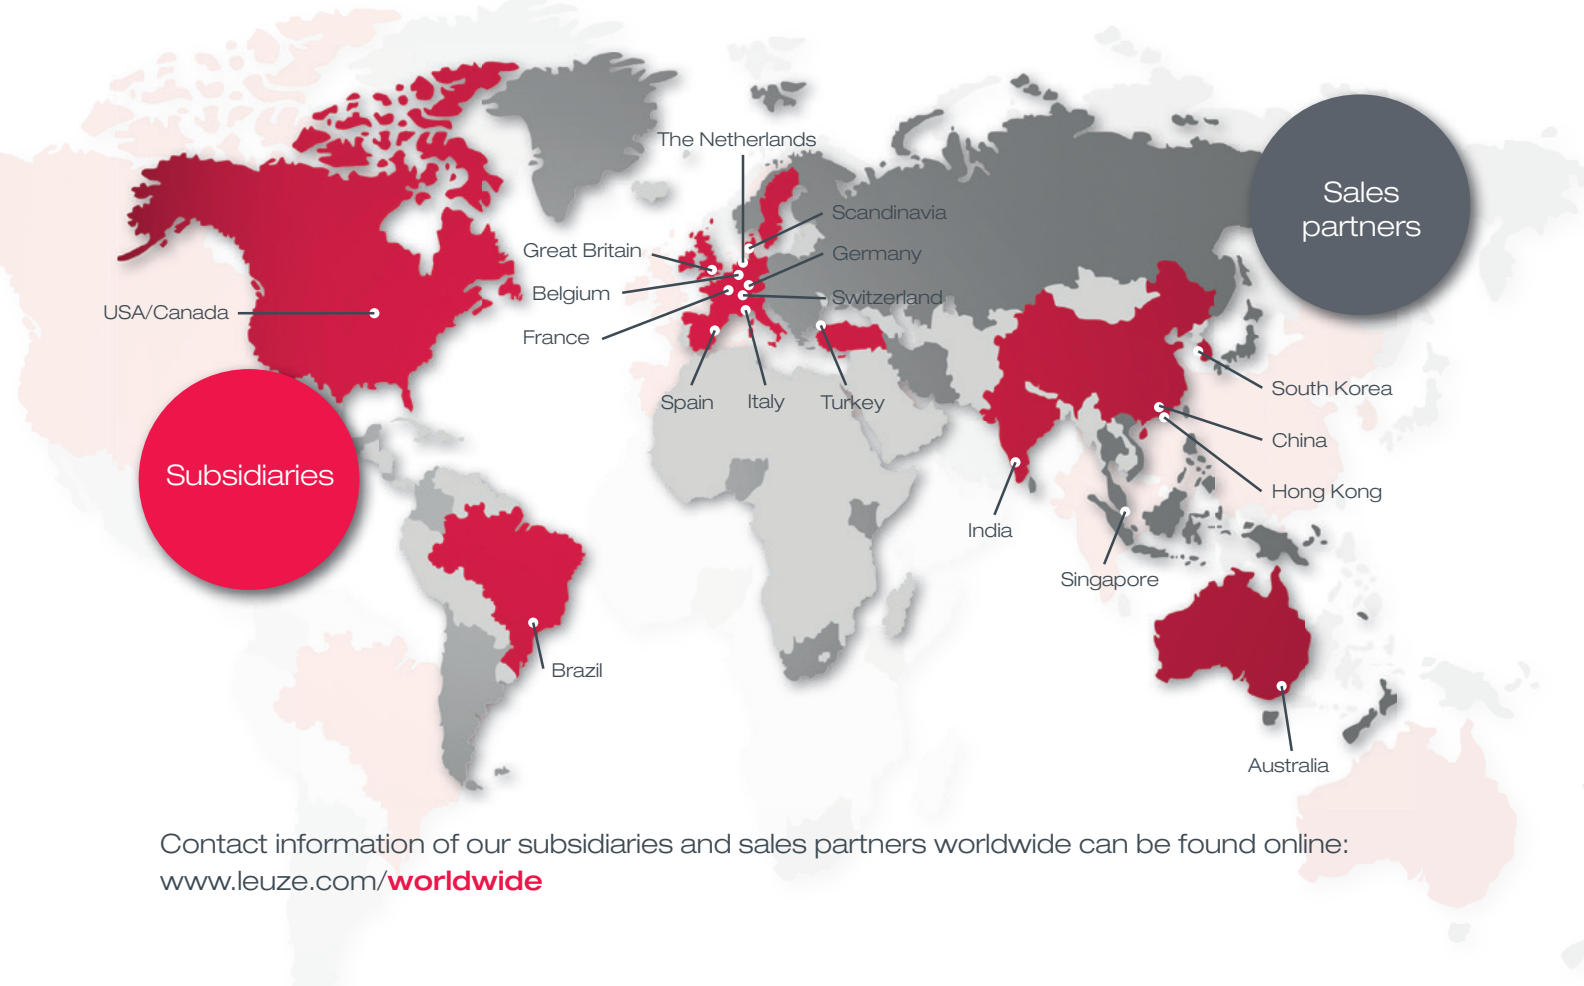 The Netherlands
Sales
partners
Scandinavia
Great Britain
Germany
Belgium
Switzerland
USA/Canada
France
South Korea
Spain
Italy
Turkey
China
Subsidiaries
Hong Kong
India
Singapore
Brazil
Australia
Contact information of our subsidiaries and sales partners worldwide can be found online:
www.leuze.com/worldwide